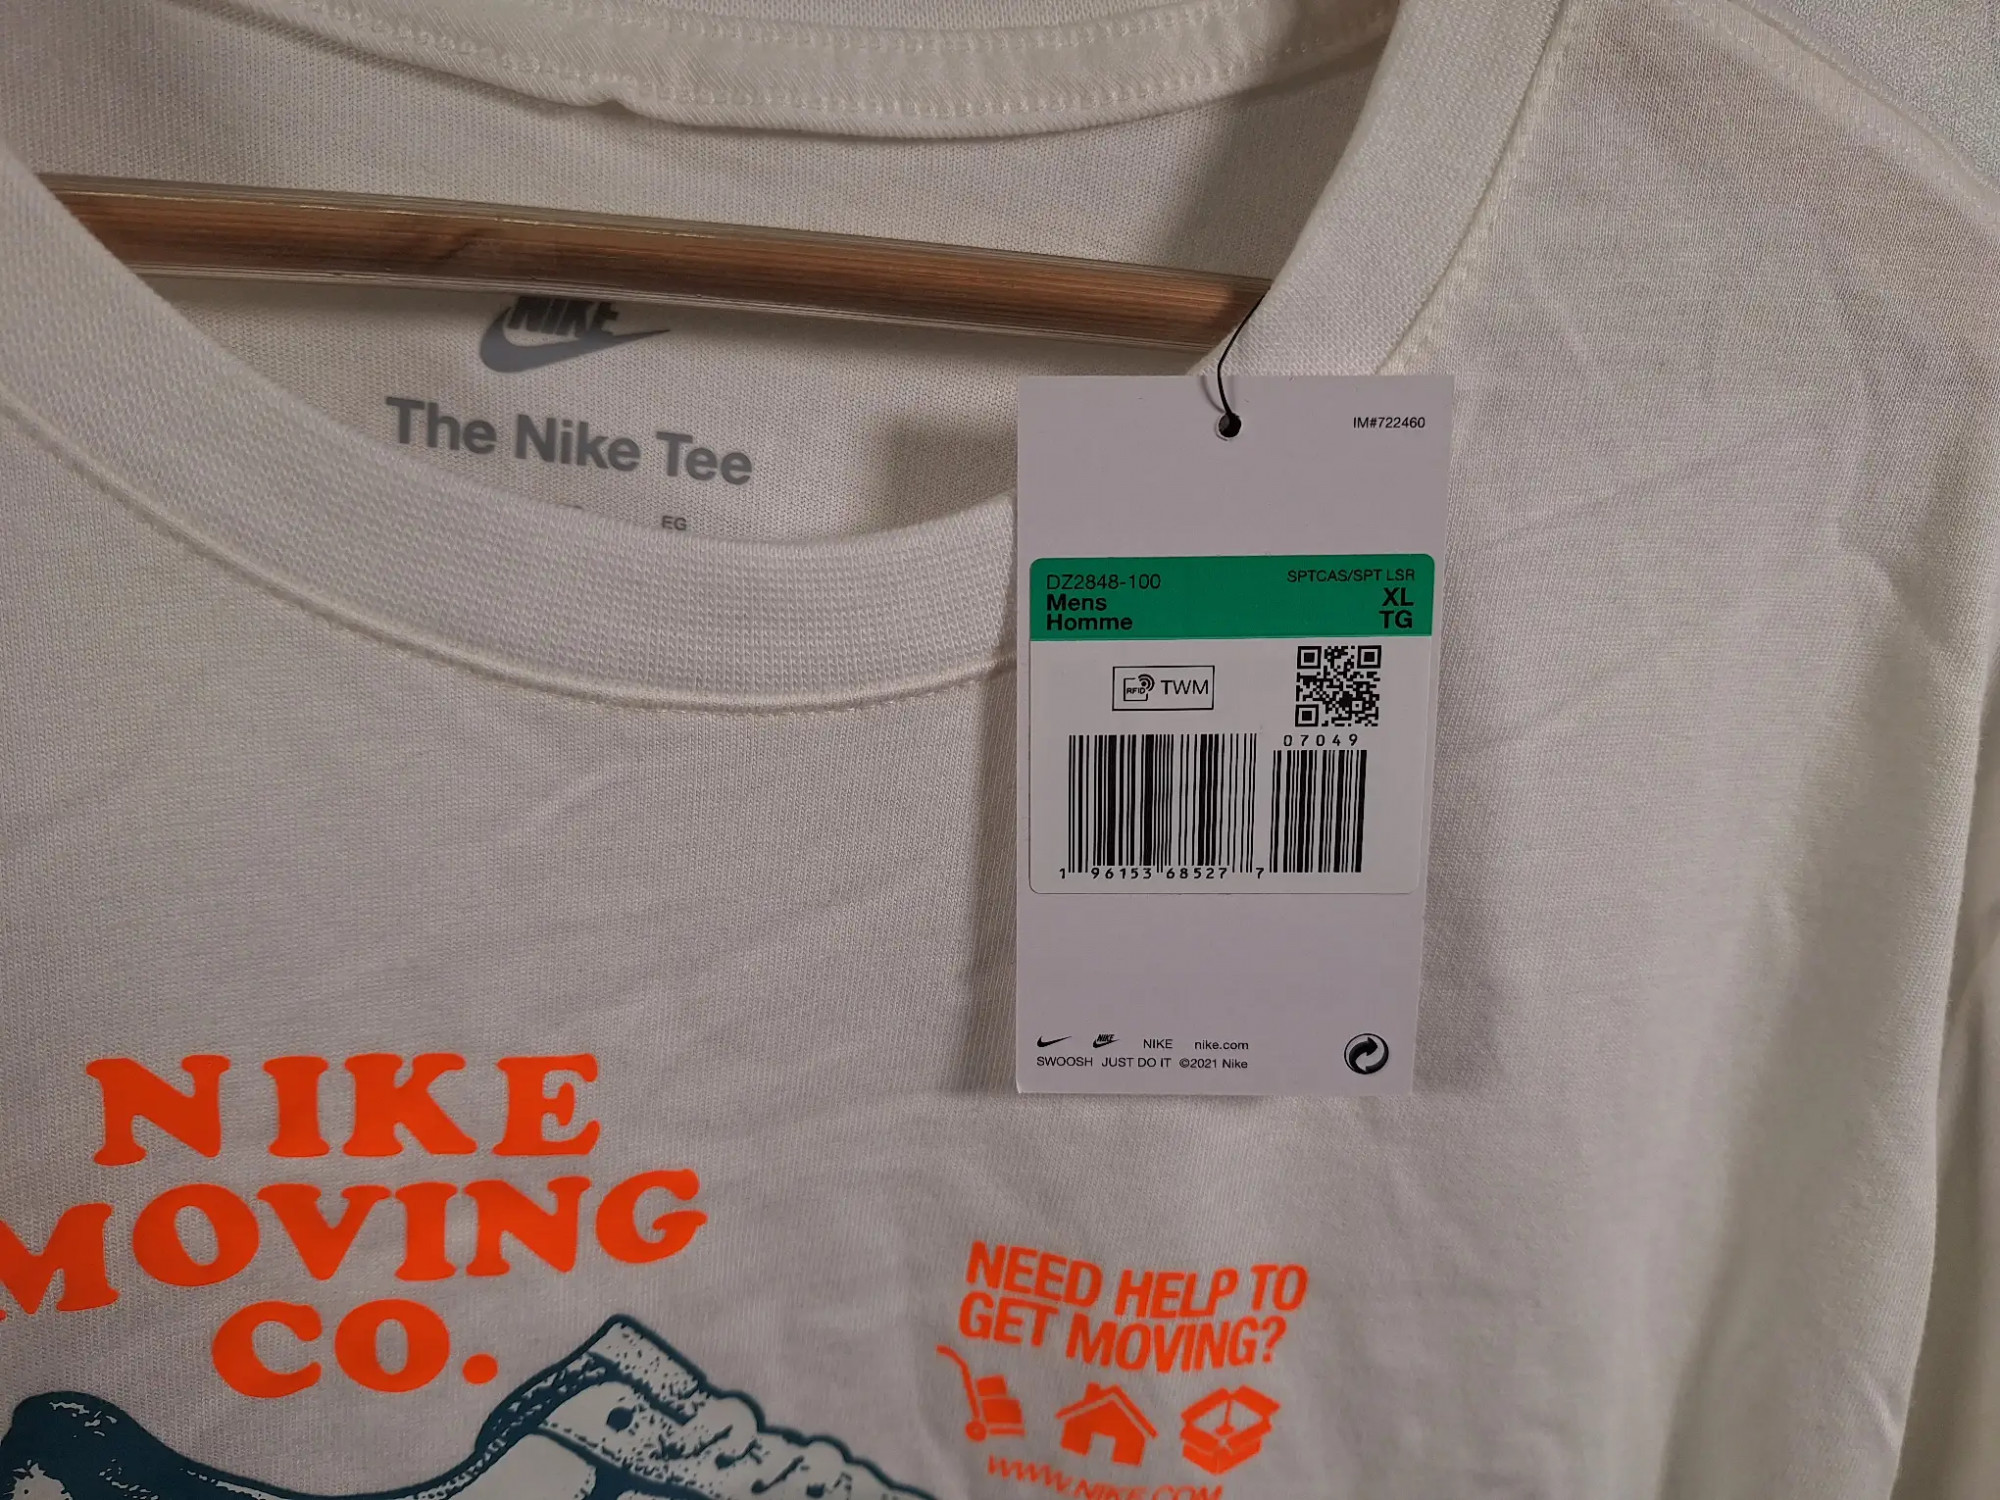 NIKE
The Nike Tee
EG
IM#722460
DZ2848-100
Mens
Homme
SPTCAS/SPT LSR
XL
TG
RFID TWM
07049
1 96153 68527 7
NIKE NIKE nike.com
SWOOSH JUST DO IT ©2021 Nike
NIKE
MOVING
CO.
NEED HELP TO
GET MOVING?
WWW.NIKE.COM